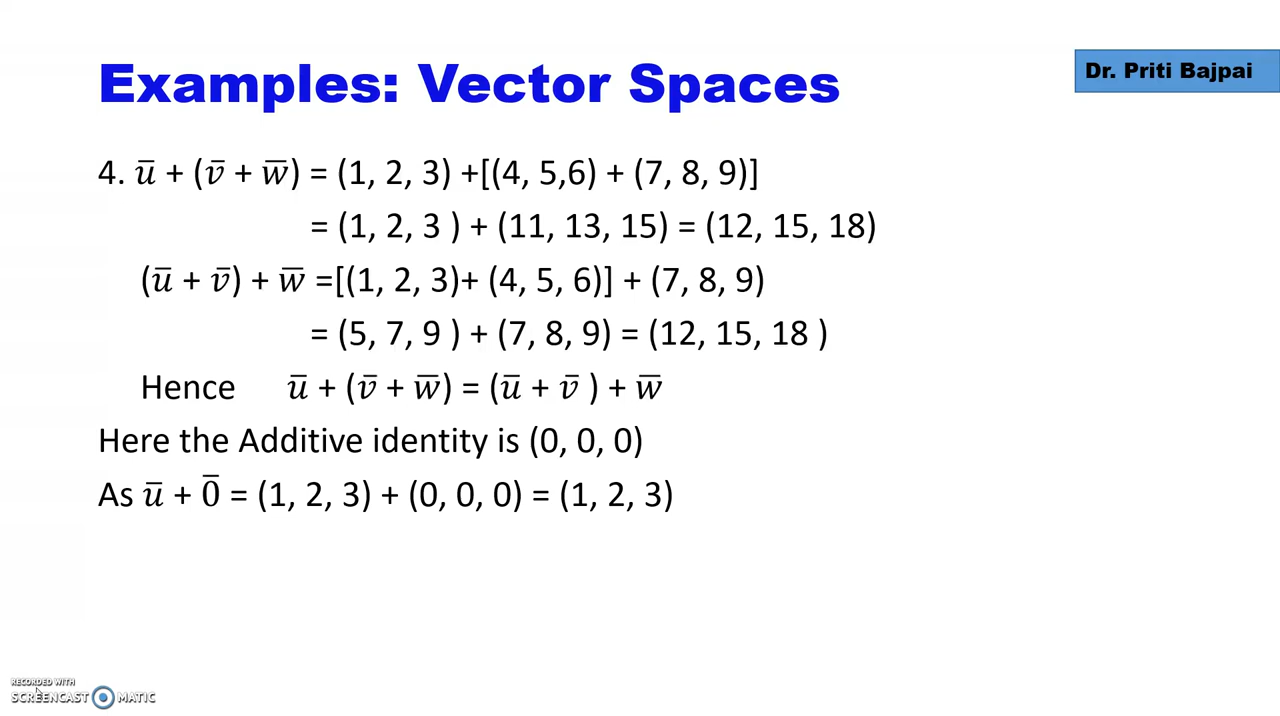 Examples: Vector Spaces
Dr. Priti Bajpai
4. u̅ + (v̅ + w̅) = (1, 2, 3) +[(4, 5,6) + (7, 8, 9)]
= (1, 2, 3 ) + (11, 13, 15) = (12, 15, 18)
(u̅ + v̅) + w̅ =[(1, 2, 3)+ (4, 5, 6)] + (7, 8, 9)
= (5, 7, 9 ) + (7, 8, 9) = (12, 15, 18 )
Hence u̅ + (v̅ + w̅) = (u̅ + v̅ ) + w̅
Here the Additive identity is (0, 0, 0)
As u̅ + 0̅ = (1, 2, 3) + (0, 0, 0) = (1, 2, 3)
RECORDED WITH
SCREENCAST MATIC